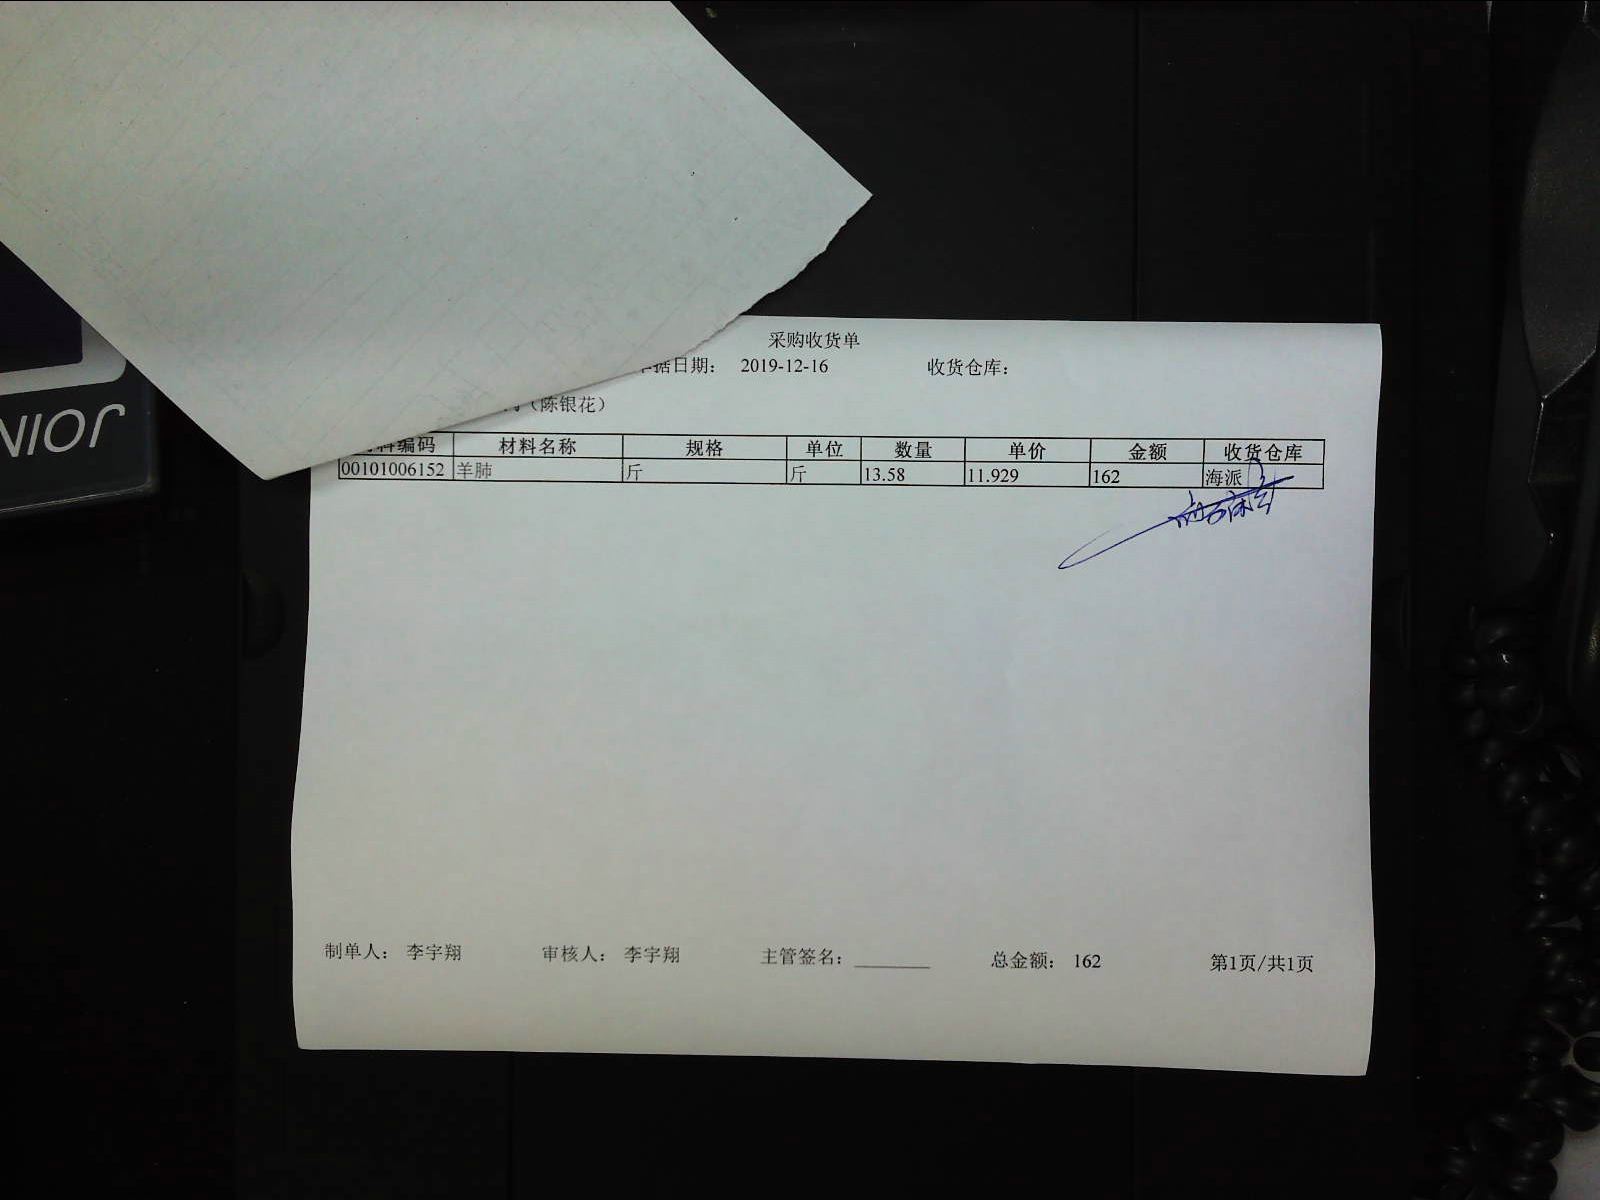 采购收货单
据日期: 2019-12-16 收货仓库:
（陈银花）
料编码 材料名称 规格 单位 数量 单价 金额 收货仓库
00101006152 羊肺 斤 斤 13.58 11.929 162 海派
制单人: 李宇翔 审核人: 李宇翔 主管签名: 总金额: 162 第1页/共1页
JOIN